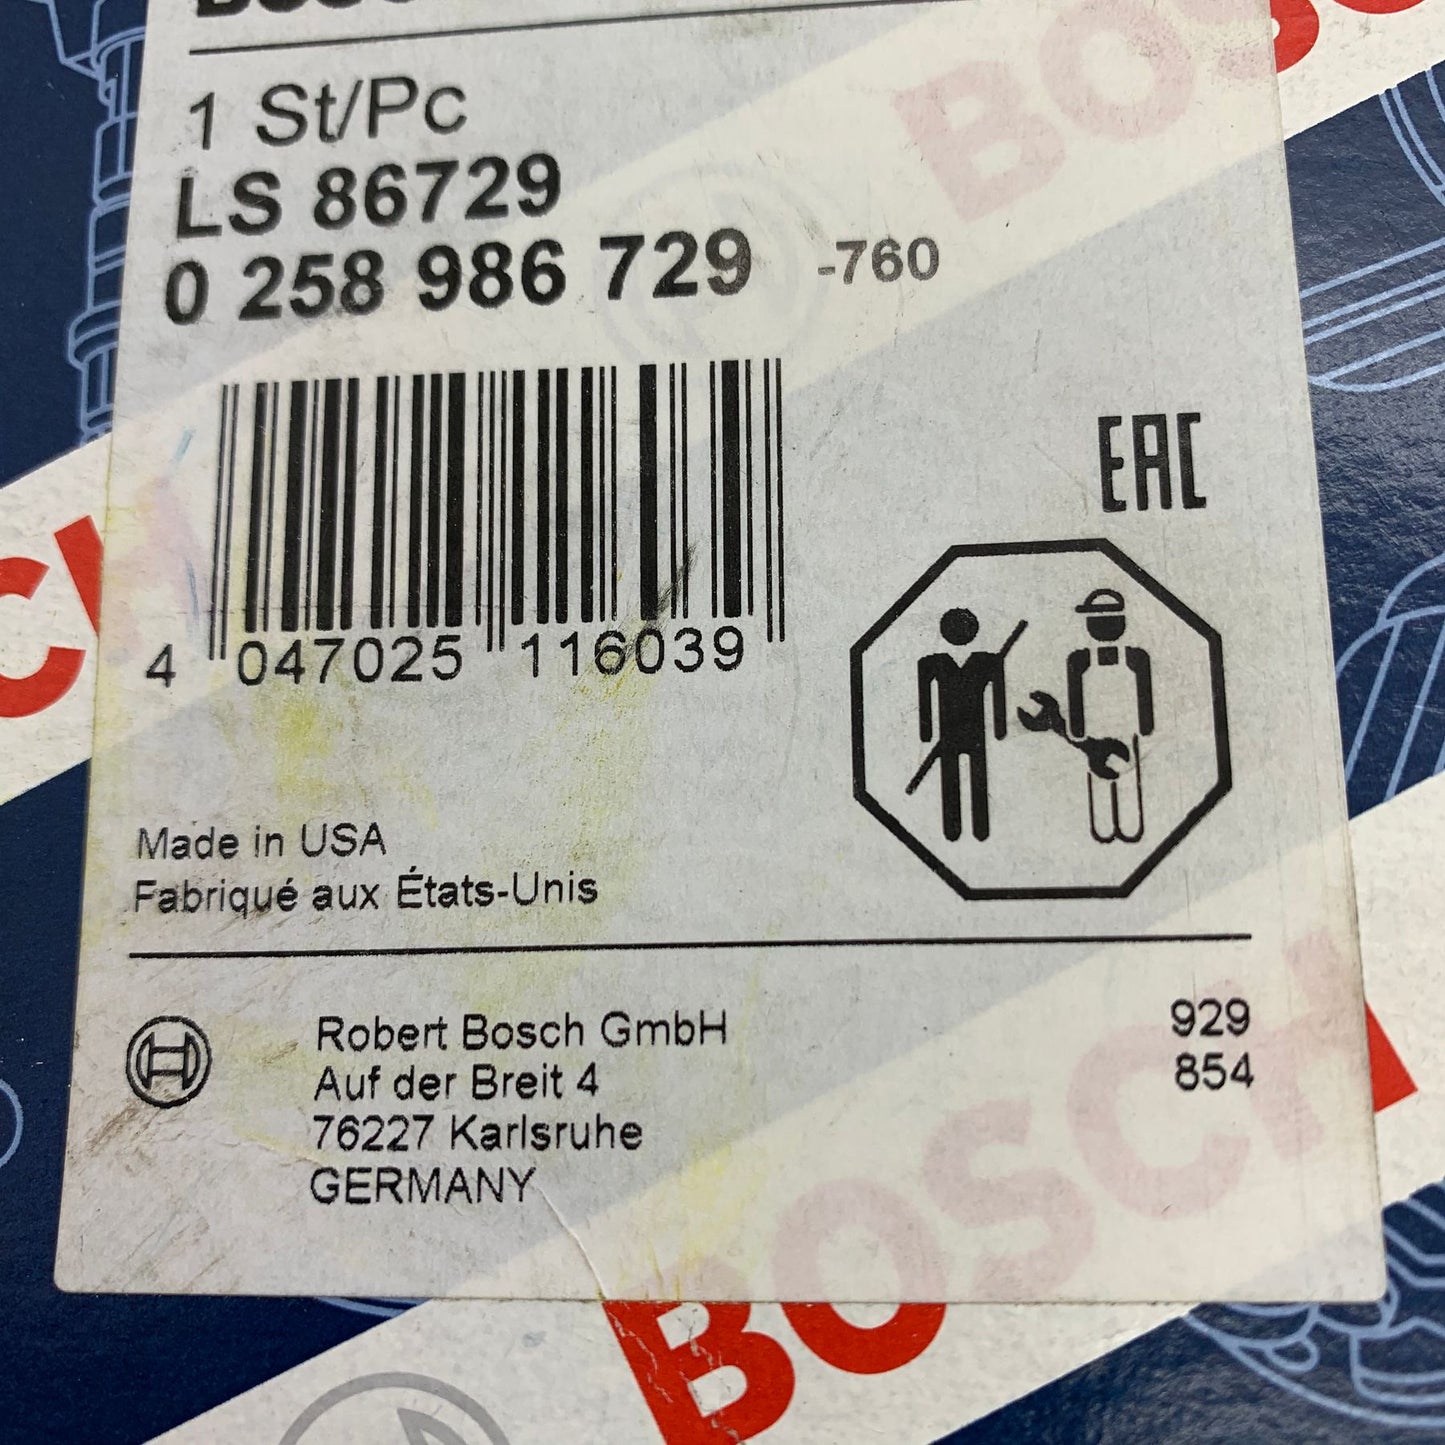 BOSCH
1 St/Pc
LS 86729
0 258 986 729 -760
4 047025 116039
EAC
Made in USA
Fabriqué aux États-Unis
Robert Bosch GmbH
Auf der Breit 4
76227 Karlsruhe
GERMANY
929
854
BOSCH